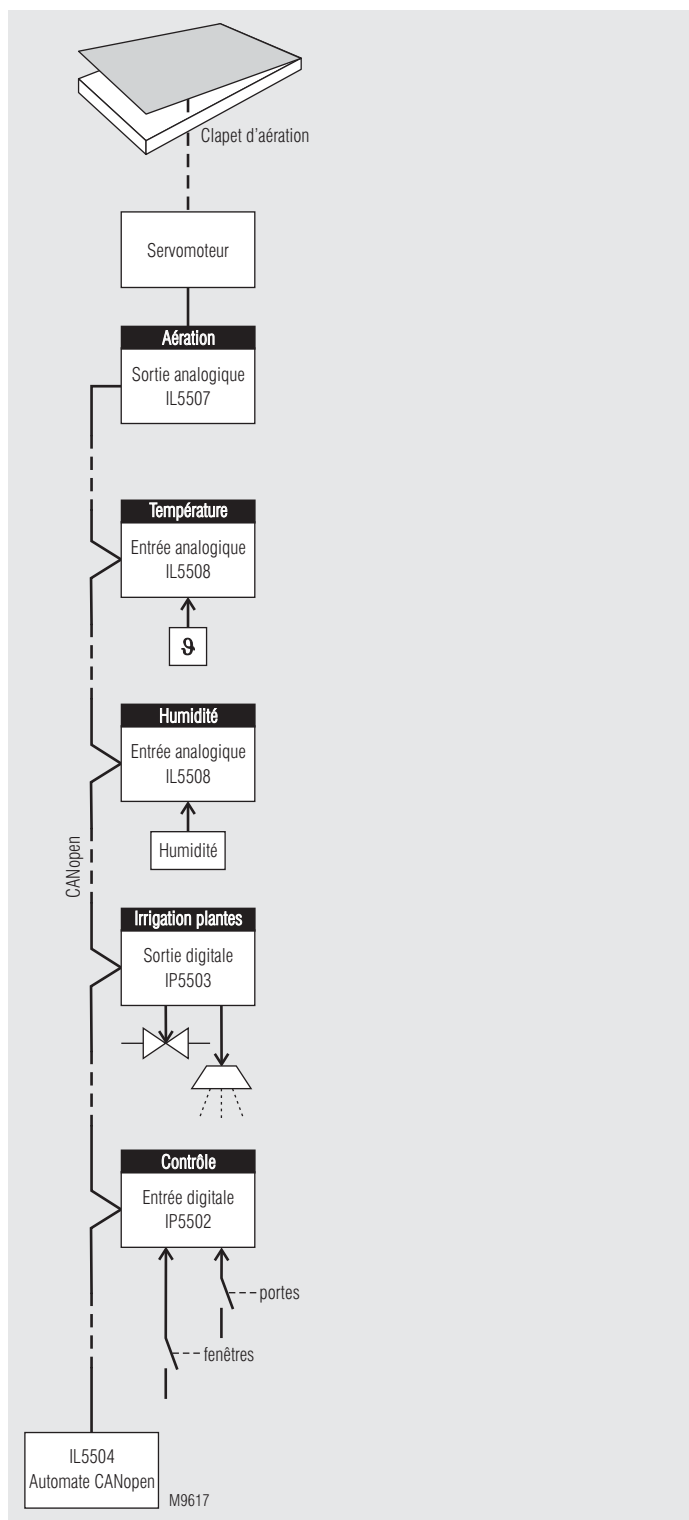 Clapet d'aération
Servomoteur
Aération
Sortie analogique
IL5507
Température
Entrée analogique
IL5508
ϑ
Humidité
Entrée analogique
IL5508
Humidité
CANopen
Irrigation plantes
Sortie digitale
IP5503
Contrôle
Entrée digitale
IP5502
portes
fenêtres
IL5504
Automate CANopen
M9617